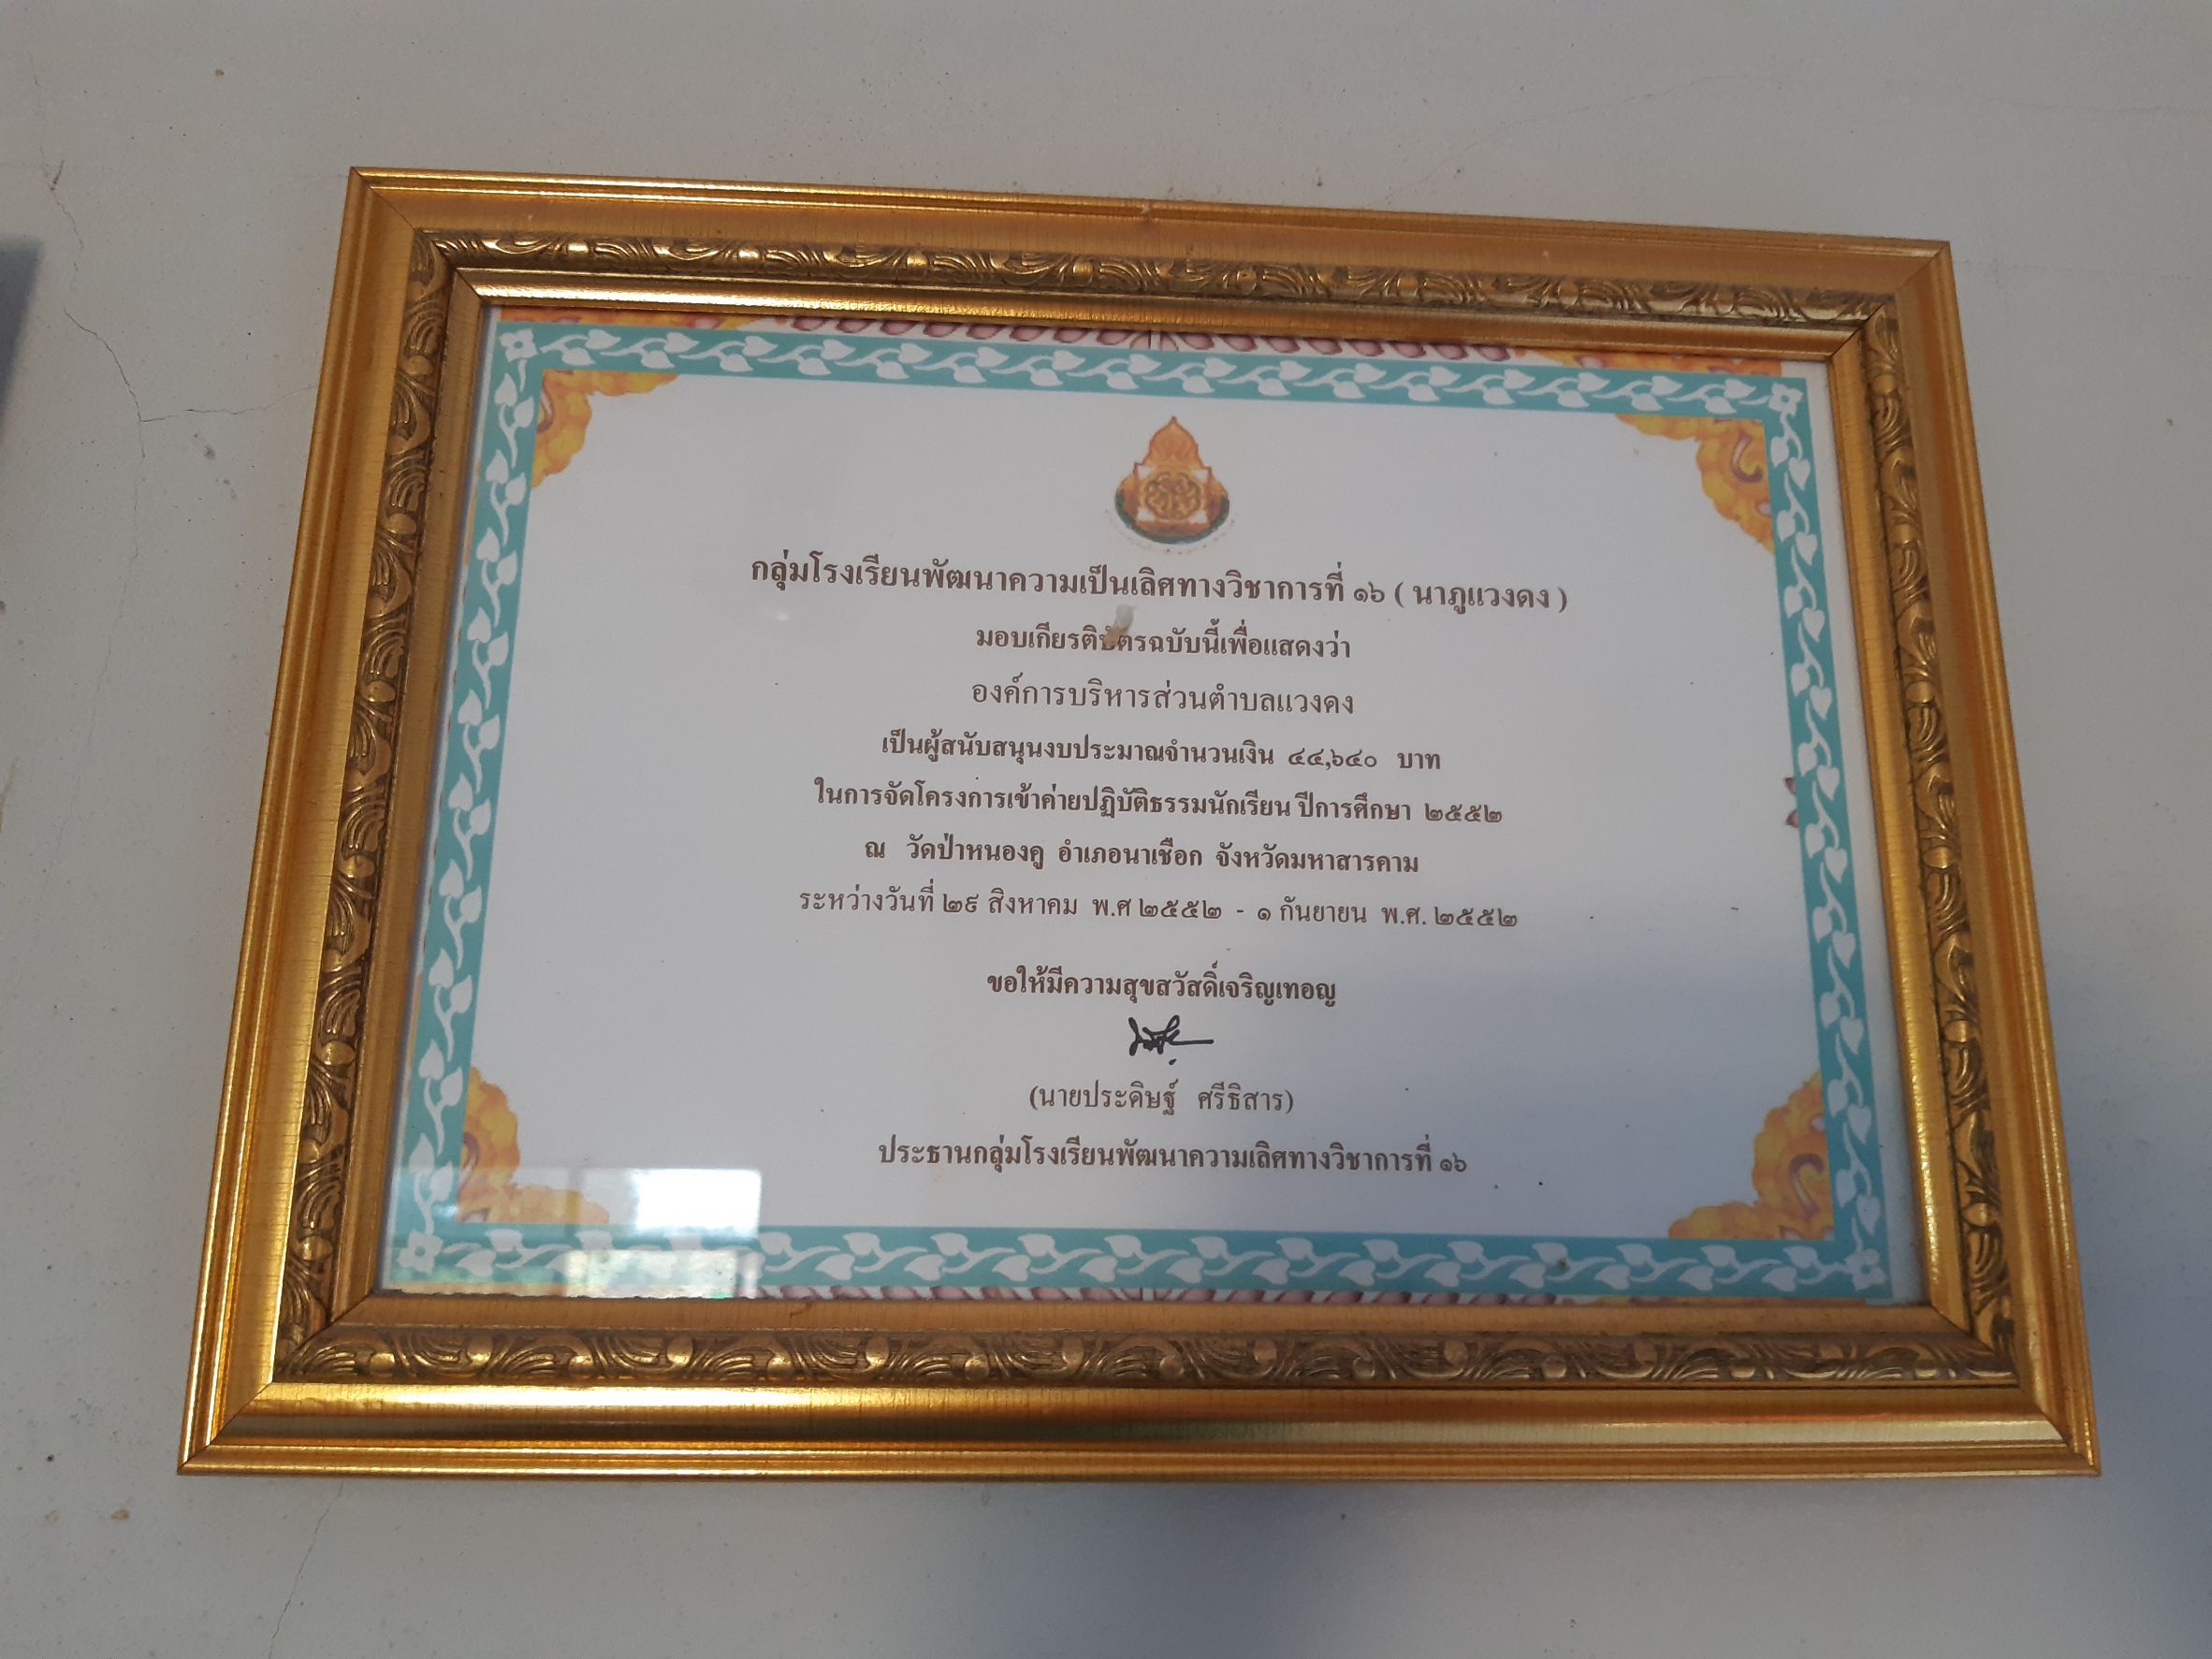 กลุ่มโรงเรียนพัฒนาความเป็นเลิศทางวิชาการที่ ๑๖ ( นาภูแวงดง )
มอบเกียรติบัตรฉบับนี้เพื่อแสดงว่า
องค์การบริหารส่วนตำบลแวงดง
เป็นผู้สนับสนุนงบประมาณจำนวนเงิน ๔๔,๖๔๐ บาท
ในการจัดโครงการเข้าค่ายปฏิบัติธรรมนักเรียน ปีการศึกษา ๒๕๕๒
ณ วัดป่าหนองคู อำเภอนาเชือก จังหวัดมหาสารคาม
ระหว่างวันที่ ๒๙ สิงหาคม พ.ศ ๒๕๕๒ - ๑ กันยายน พ.ศ. ๒๕๕๒
ขอให้มีความสุขสวัสดิ์เจริญเทอญ
(นายประดิษฐ์ ศรีธิสาร)
ประธานกลุ่มโรงเรียนพัฒนาความเลิศทางวิชาการที่ ๑๖